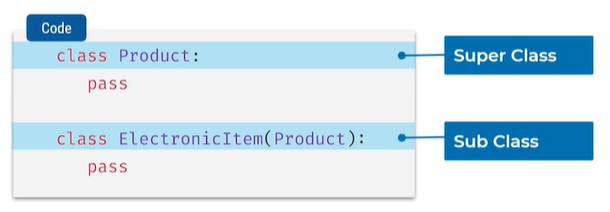 Code
class Product:
Super Class
pass
class ElectronicItem(Product):
Sub Class
pass